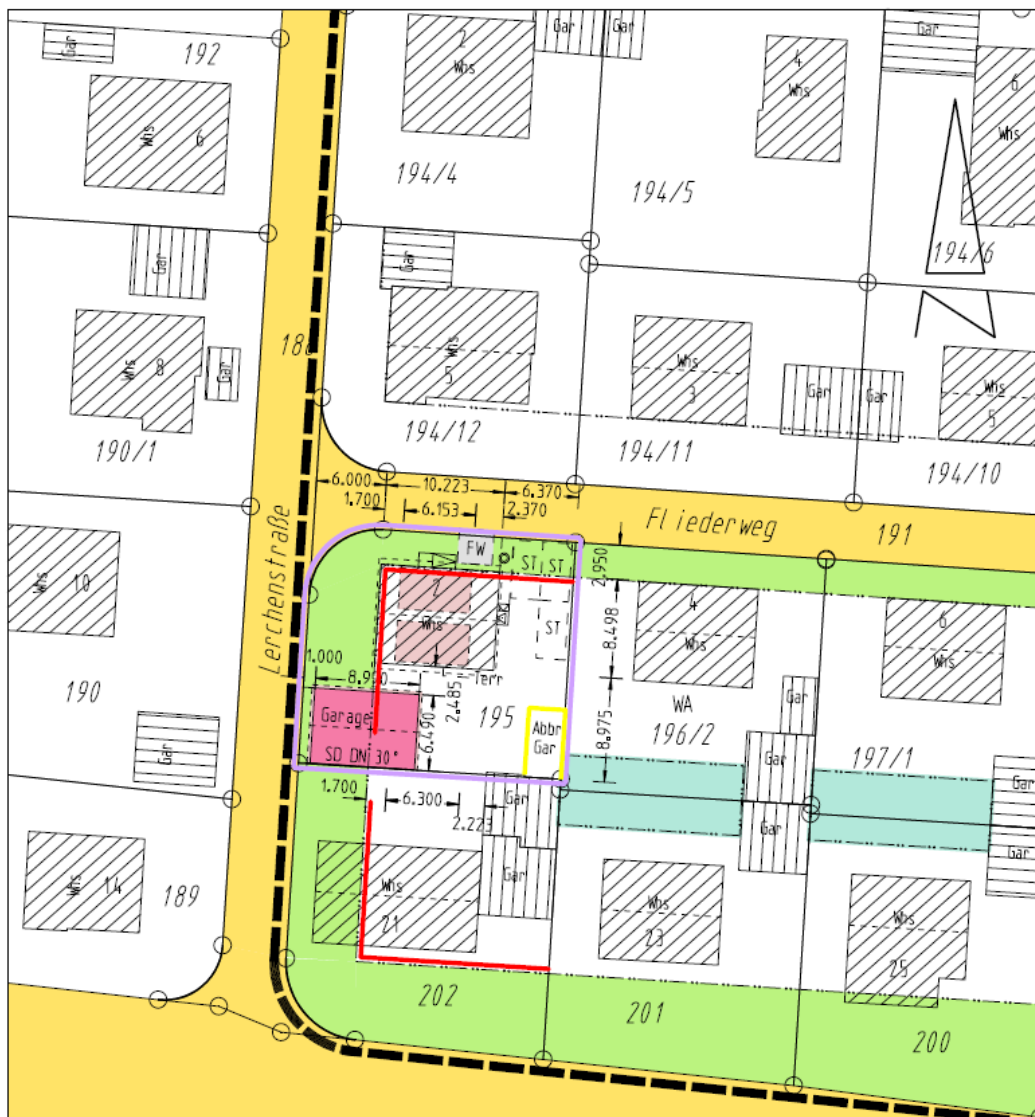 Gar
192
Whs
6
2
Whs
Gar
Gar
4
Whs
Gar
6
Whs
194/4
194/5
194/6
Gar
Whs
8
Gar
190/1
Gar
Whs
5
194/12
Whs
3
194/11
Gar
Gar
Whs
5
194/10
6.000
10.223
6.370
1.700
6.153
2.370
Fliederweg
191
Lerchenstraße
FW
ST
ST
2.950
Whs
10
2
Whs
ST
8.498
4
Whs
6
Whs
190
1.000
8.990
Terr
2.485
195
8.975
WA
196/2
Gar
197/1
Garage
6.490
SD DN 30°
Abbr
Gar
Gar
Gar
1.700
6.300
2.223
Gar
Gar
Gar
Gar
Gar
Whs
14
189
Whs
21
Whs
23
Whs
25
202
201
200